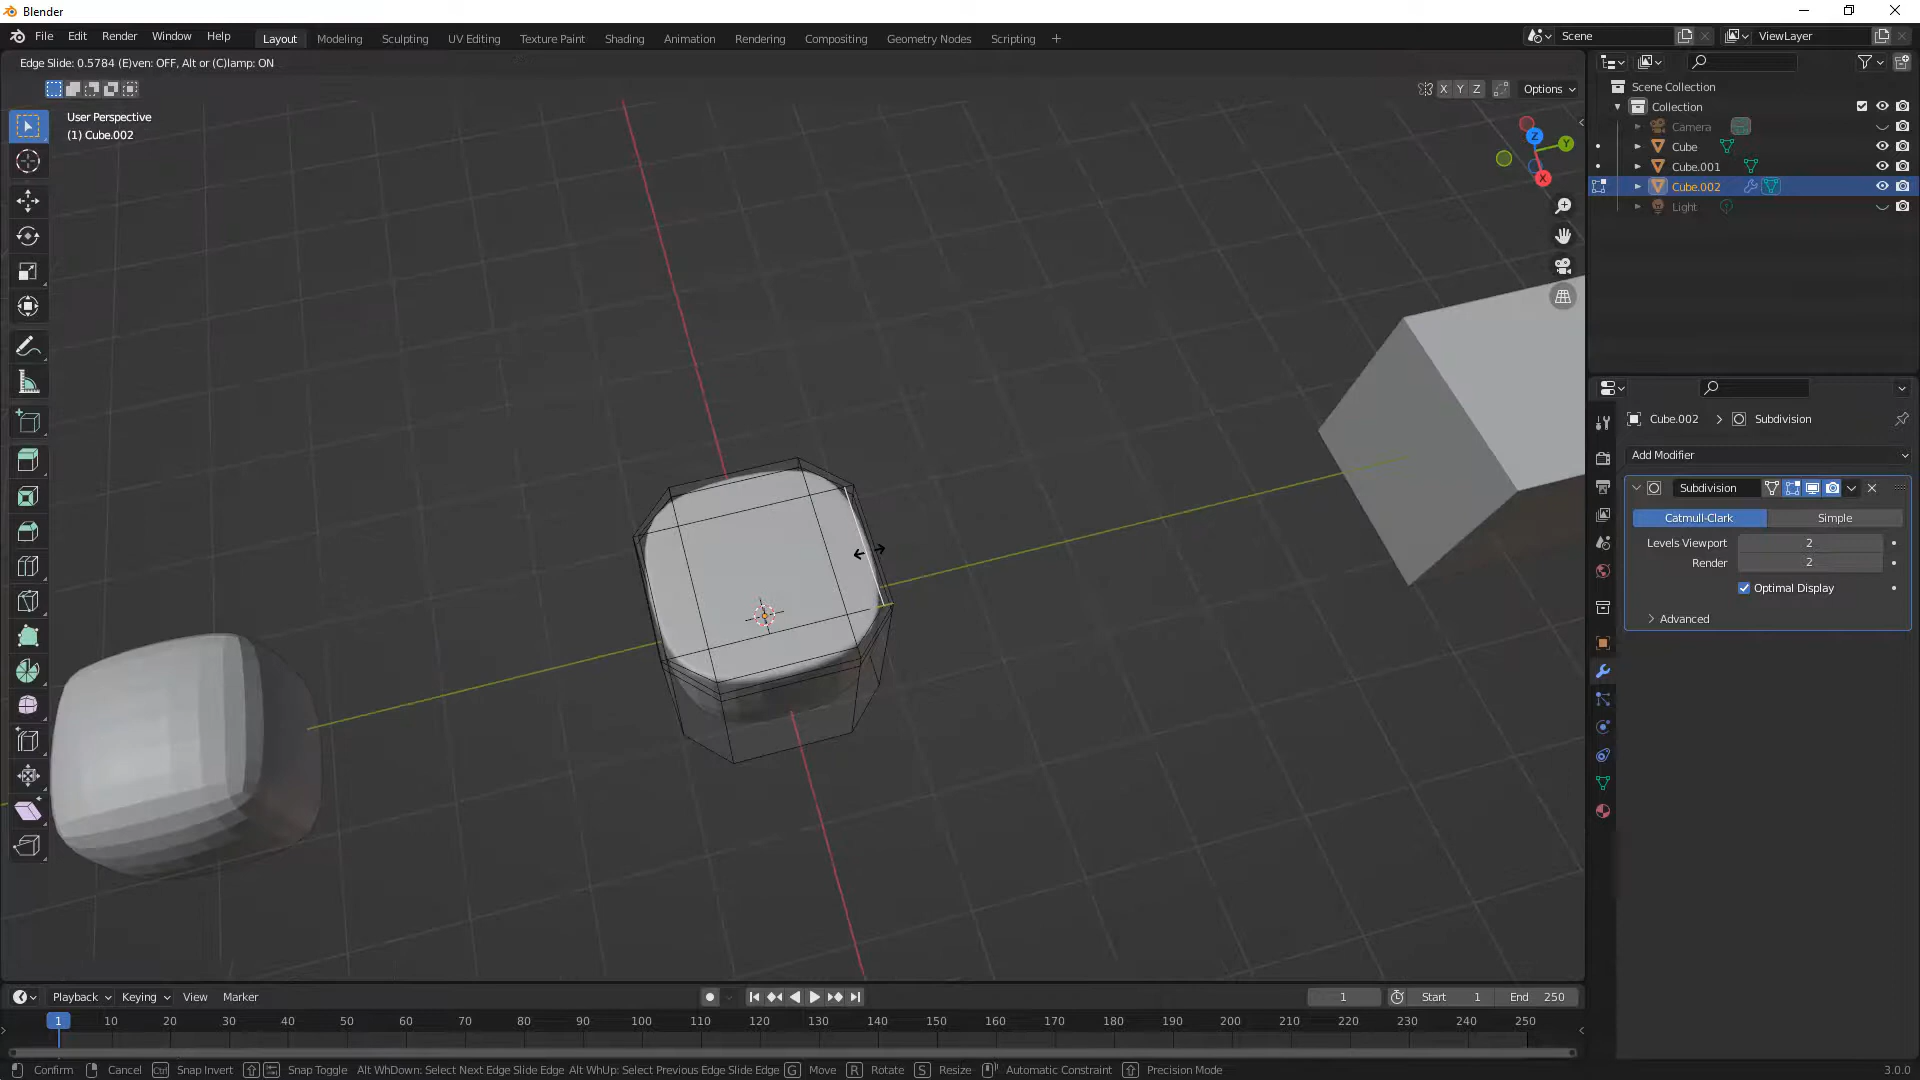 Blender
File Edit Render Window Help
Layout Modeling Sculpting UV Editing Texture Paint Shading Animation Rendering Compositing Geometry Nodes Scripting +
Scene
ViewLayer
Edge Slide: 0.5784 (E)ven: OFF, Alt or (C)lamp: ON
X Y Z
Options
User Perspective
(1) Cube.002
Z
Y
X
Scene Collection
Collection
Camera
Cube
Cube.001
Cube.002
Light
Cube.002 > Subdivision
Add Modifier
Subdivision
Catmull-Clark Simple
Levels Viewport 2
Render 2
Optimal Display
Advanced
Playback Keying View Marker
1
Start 1
End 250
1 10 20 30 40 50 60 70 80 90 100 110 120 130 140 150 160 170 180 190 200 210 220 230 240 250
Confirm Cancel Ctrl Snap Invert Snap Toggle Alt WhDown: Select Next Edge Slide Edge Alt WhUp: Select Previous Edge Slide Edge G Move R Rotate S Resize Automatic Constraint Precision Mode
3.0.0